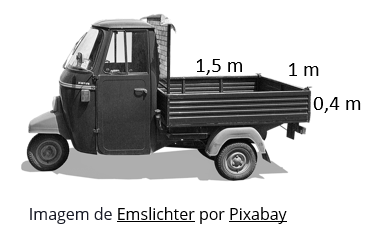 1,5 m
1 m
0,4 m
Imagem de Emslichter por Pixabay